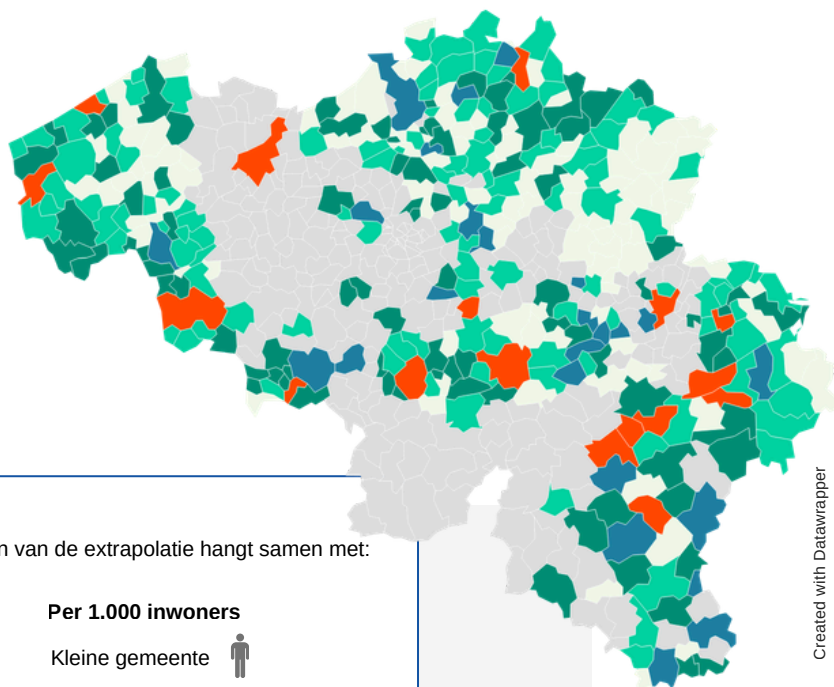 n van de extrapolatie hangt samen met:
Per 1.000 inwoners
Kleine gemeente
Created with Datawrapper